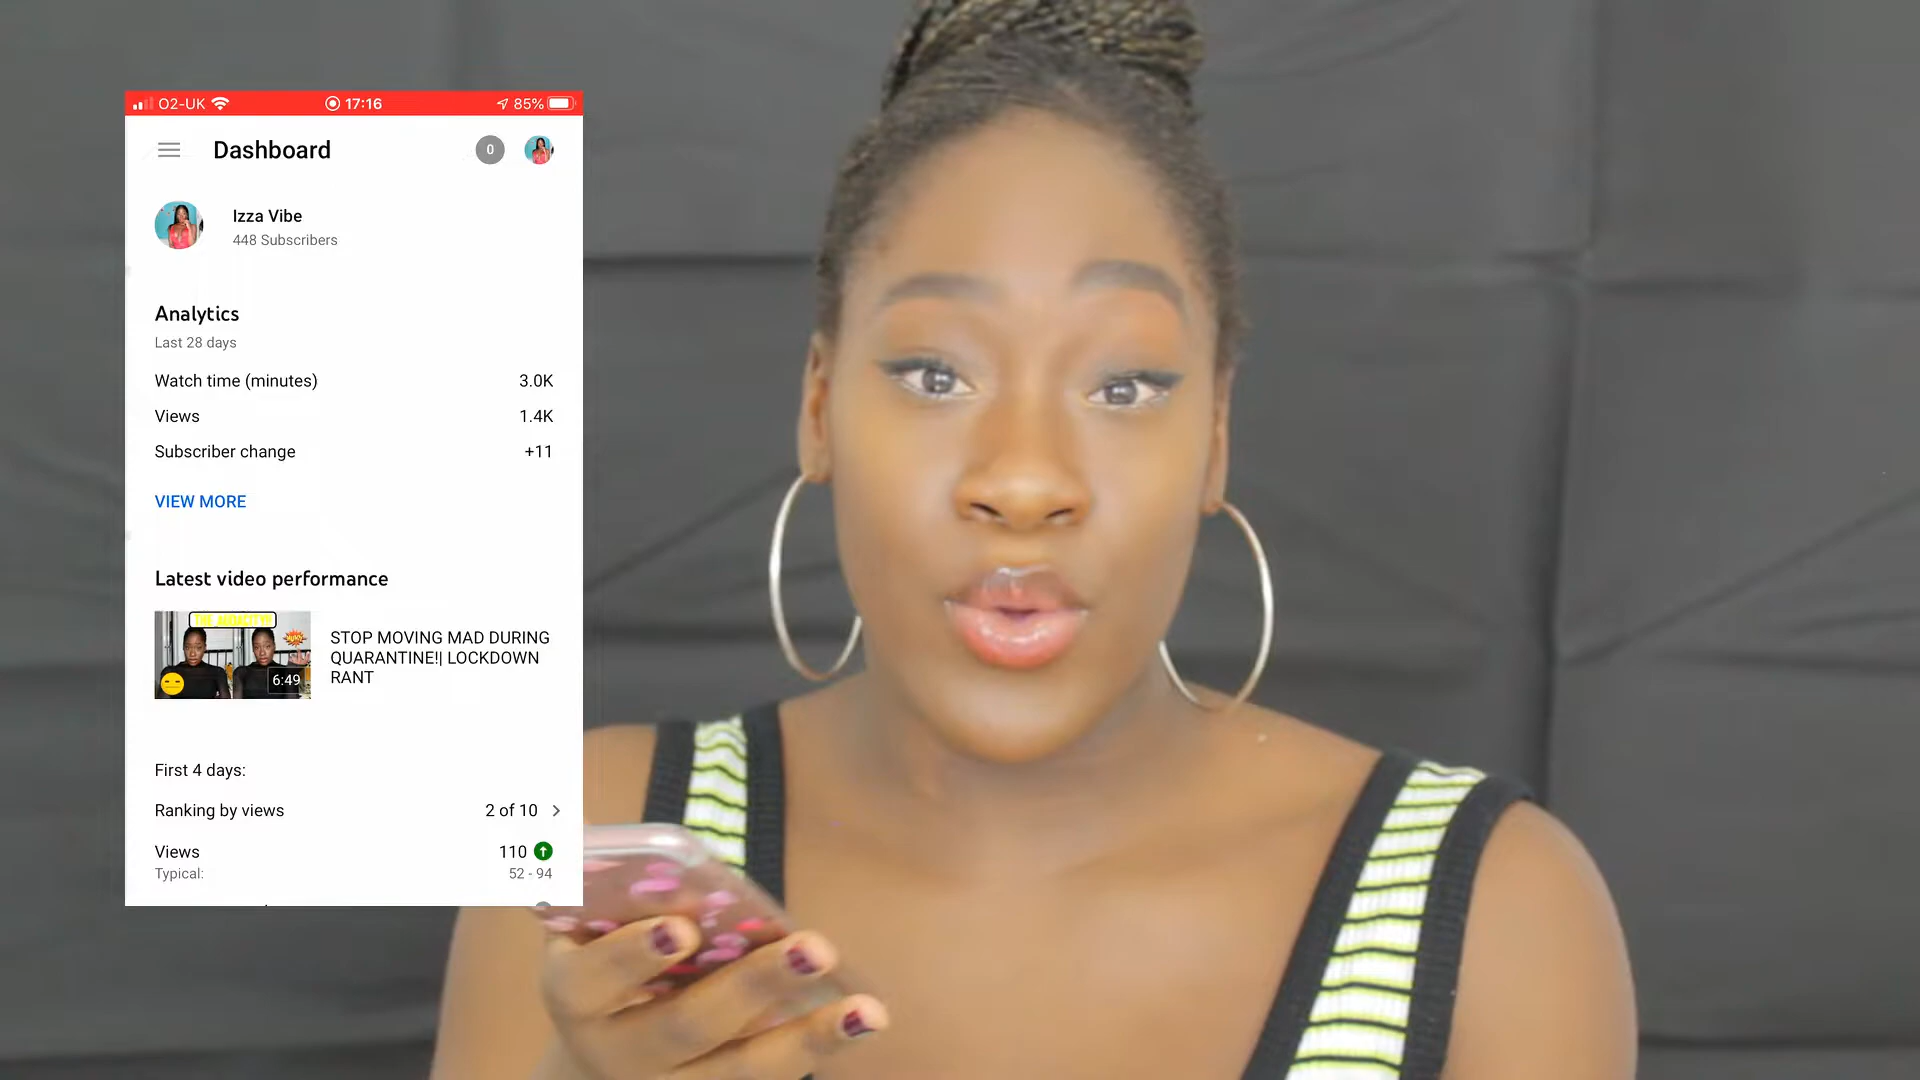 O2-UK 17:16 85%
Dashboard 0
Izza Vibe
448 Subscribers
Analytics
Last 28 days
Watch time (minutes) 3.0K
Views 1.4K
Subscriber change +11
VIEW MORE
Latest video performance
THE AUDACITY!!
6:49
STOP MOVING MAD DURING
QUARANTINE!| LOCKDOWN
RANT
First 4 days:
Ranking by views 2 of 10
Views 110
Typical: 52 - 94